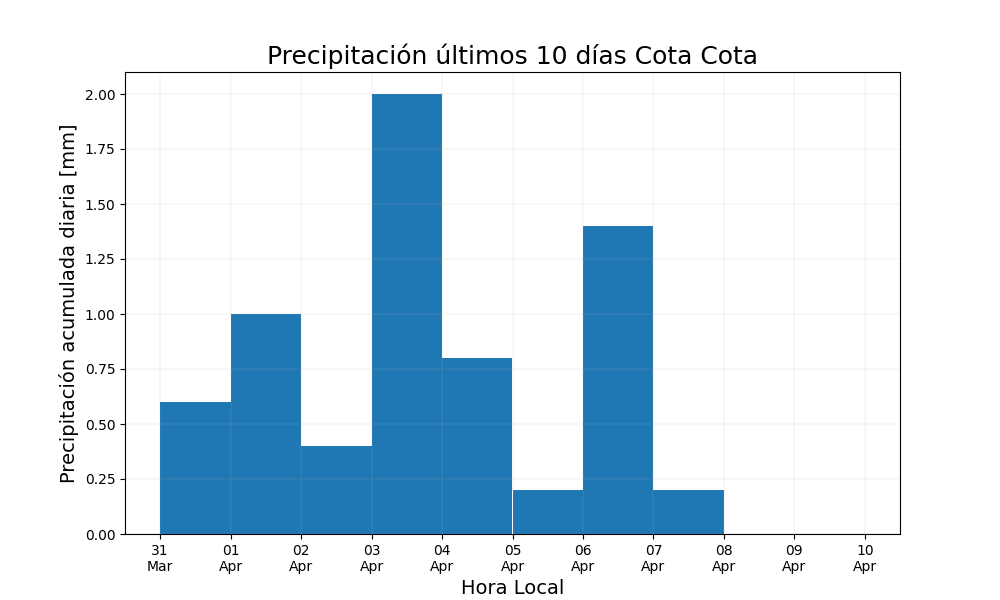 Precipitación últimos 10 días Cota Cota
Precipitación acumulada diaria [mm]
2.00
1.75
1.50
1.25
1.00
0.75
0.50
0.25
0.00
31 01 02 03 04 05 06 07 08 09 10
Mar Apr Apr Apr Apr Apr Apr Apr Apr Apr Apr
Hora Local